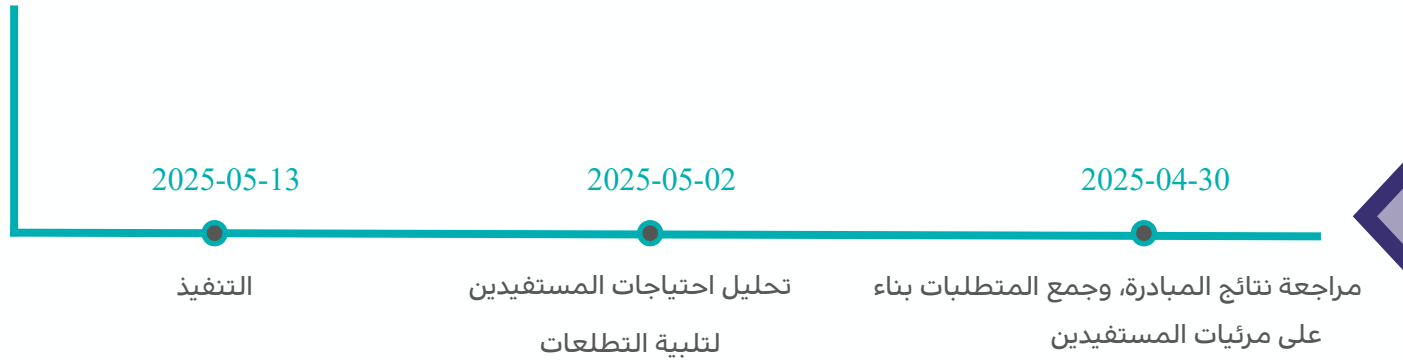 2025-04-30
مراجعة نتائج المبادرة، وجمع المتطلبات بناء
على مرئيات المستفيدين
2025-05-02
تحليل احتياجات المستفيدين
لتلبية التطلعات
2025-05-13
التنفيذ